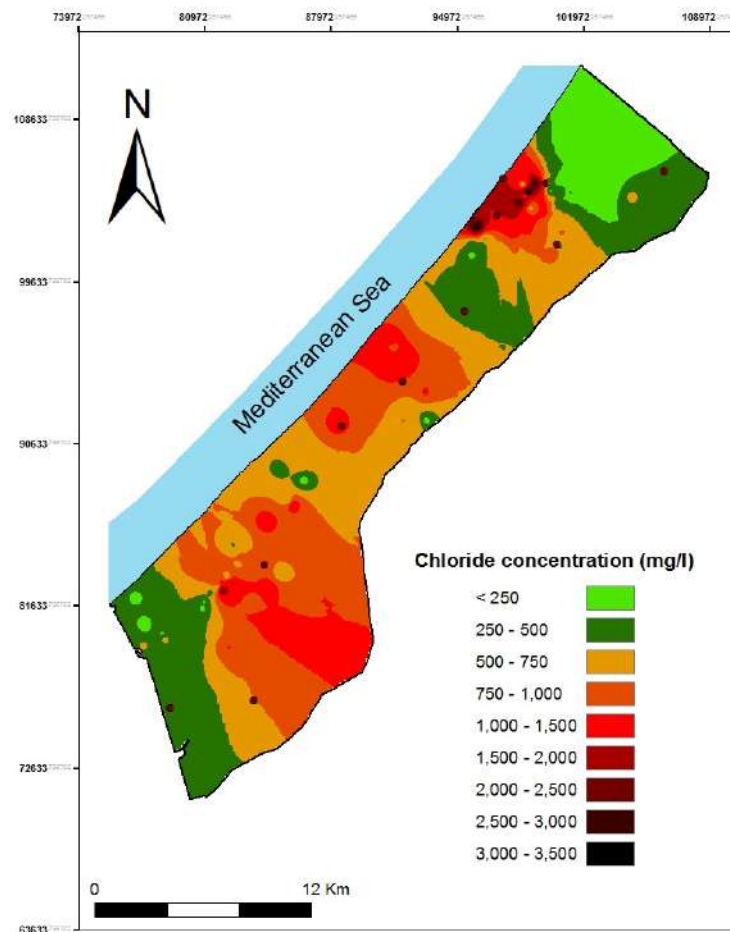 73972 80972 87972 94972 101972 108972
N
108633
99633
Mediterranean Sea
90633
Chloride concentration (mg/l)
< 250
81633
250 - 500
500 - 750
750 - 1,000
1,000 - 1,500
1,500 - 2,000
72633
2,000 - 2,500
2,500 - 3,000
3,000 - 3,500
0 12 Km
63633